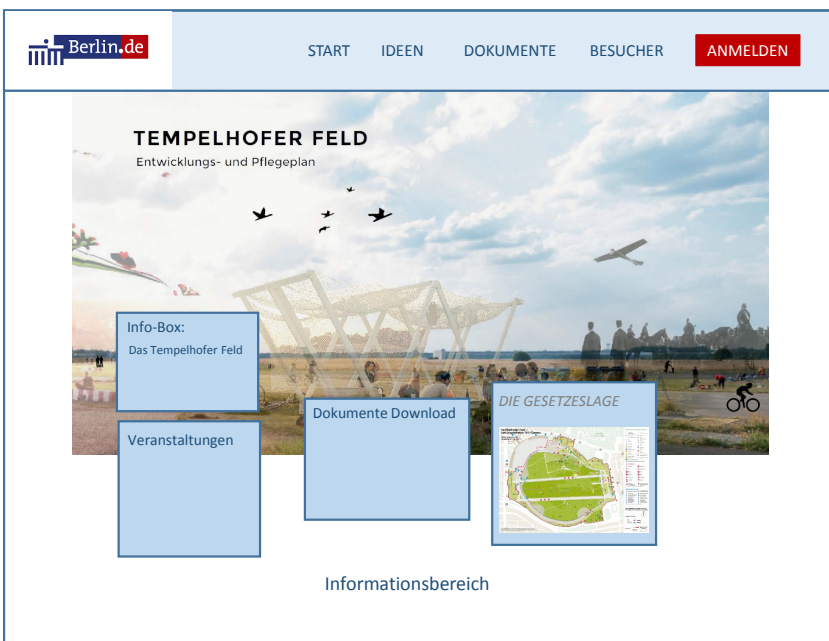 Berlin.de
START IDEEN DOKUMENTE BESUCHER ANMELDEN
TEMPELHOFER FELD
Entwicklungs- und Pflegeplan
Info-Box:
Das Tempelhofer Feld
Veranstaltungen
Dokumente Download
DIE GESETZESLAGE
Informationsbereich